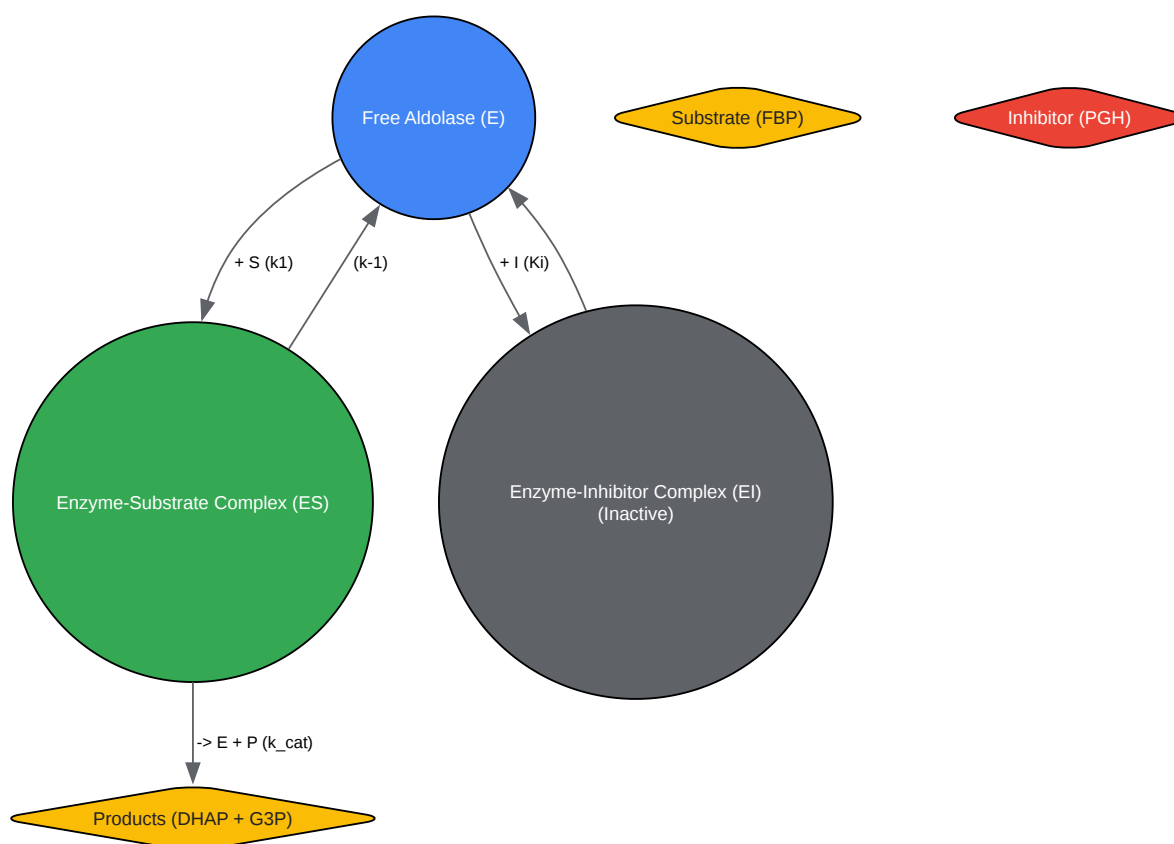 Free Aldolase (E)
Substrate (FBP)
Inhibitor (PGH)
+ S (k1)
(k-1)
+ I (Ki)
Enzyme-Substrate Complex (ES)
Enzyme-Inhibitor Complex (EI)
(Inactive)
-> E + P (k_cat)
Products (DHAP + G3P)